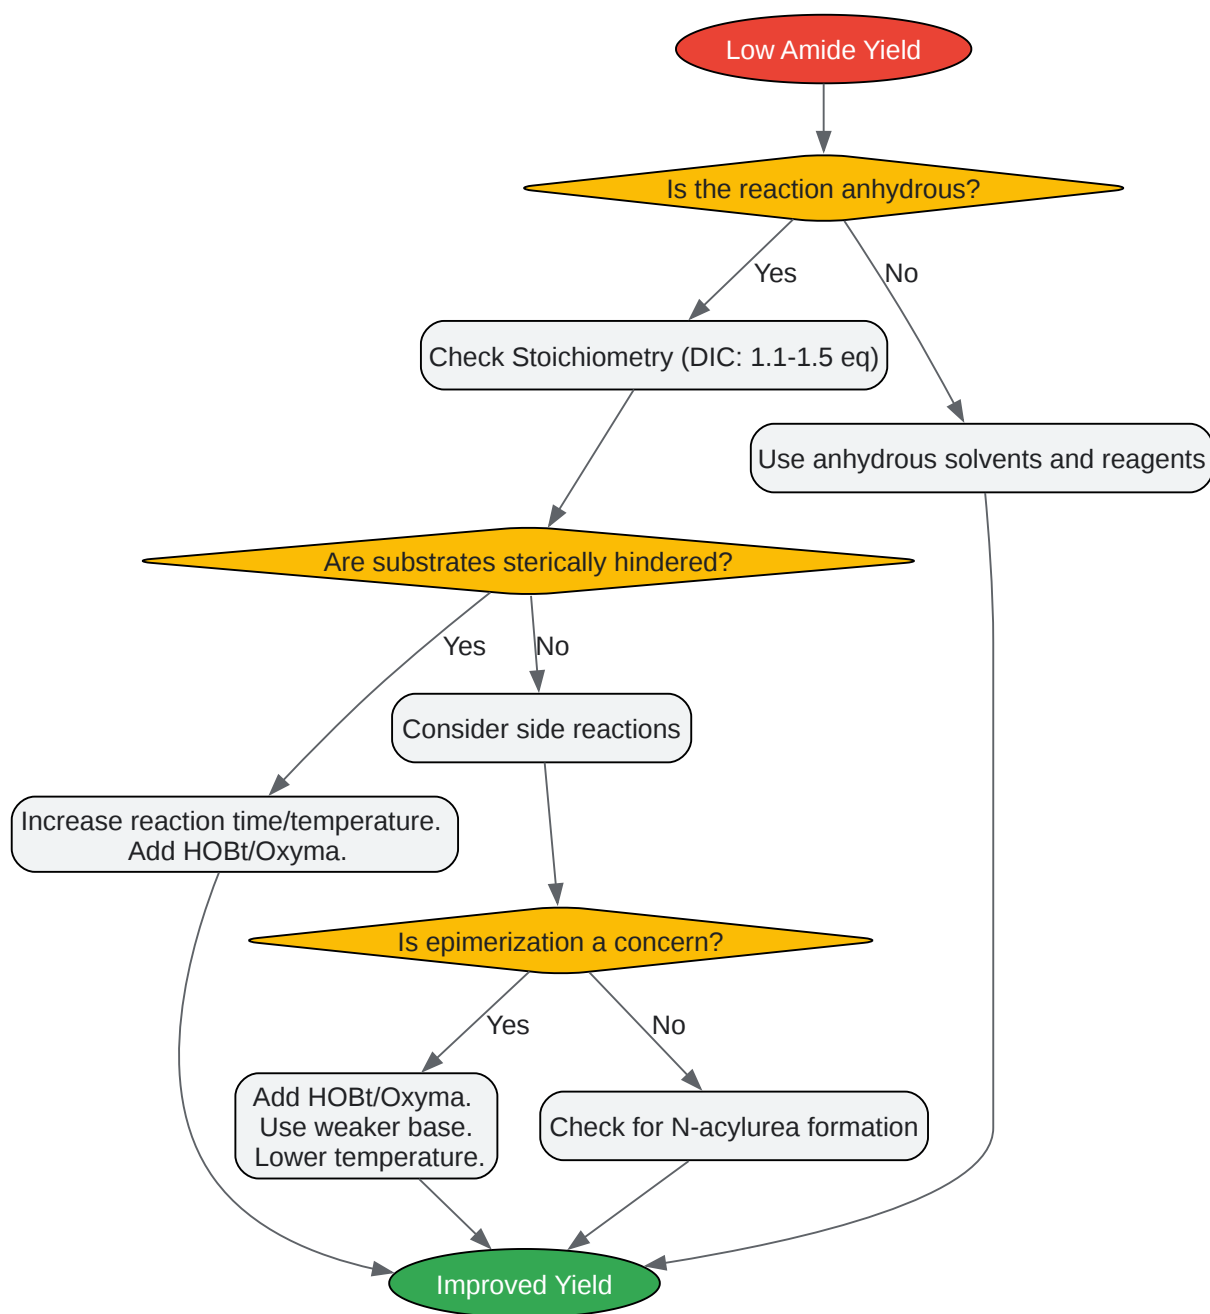 Low Amide Yield
Is the reaction anhydrous?
Yes
No
Check Stoichiometry (DIC: 1.1-1.5 eq)
Use anhydrous solvents and reagents
Are substrates sterically hindered?
Yes
No
Consider side reactions
Increase reaction time/temperature.
Add HOBt/Oxyma.
Is epimerization a concern?
Yes
No
Add HOBt/Oxyma.
Use weaker base.
Lower temperature.
Check for N-acylurea formation
Improved Yield